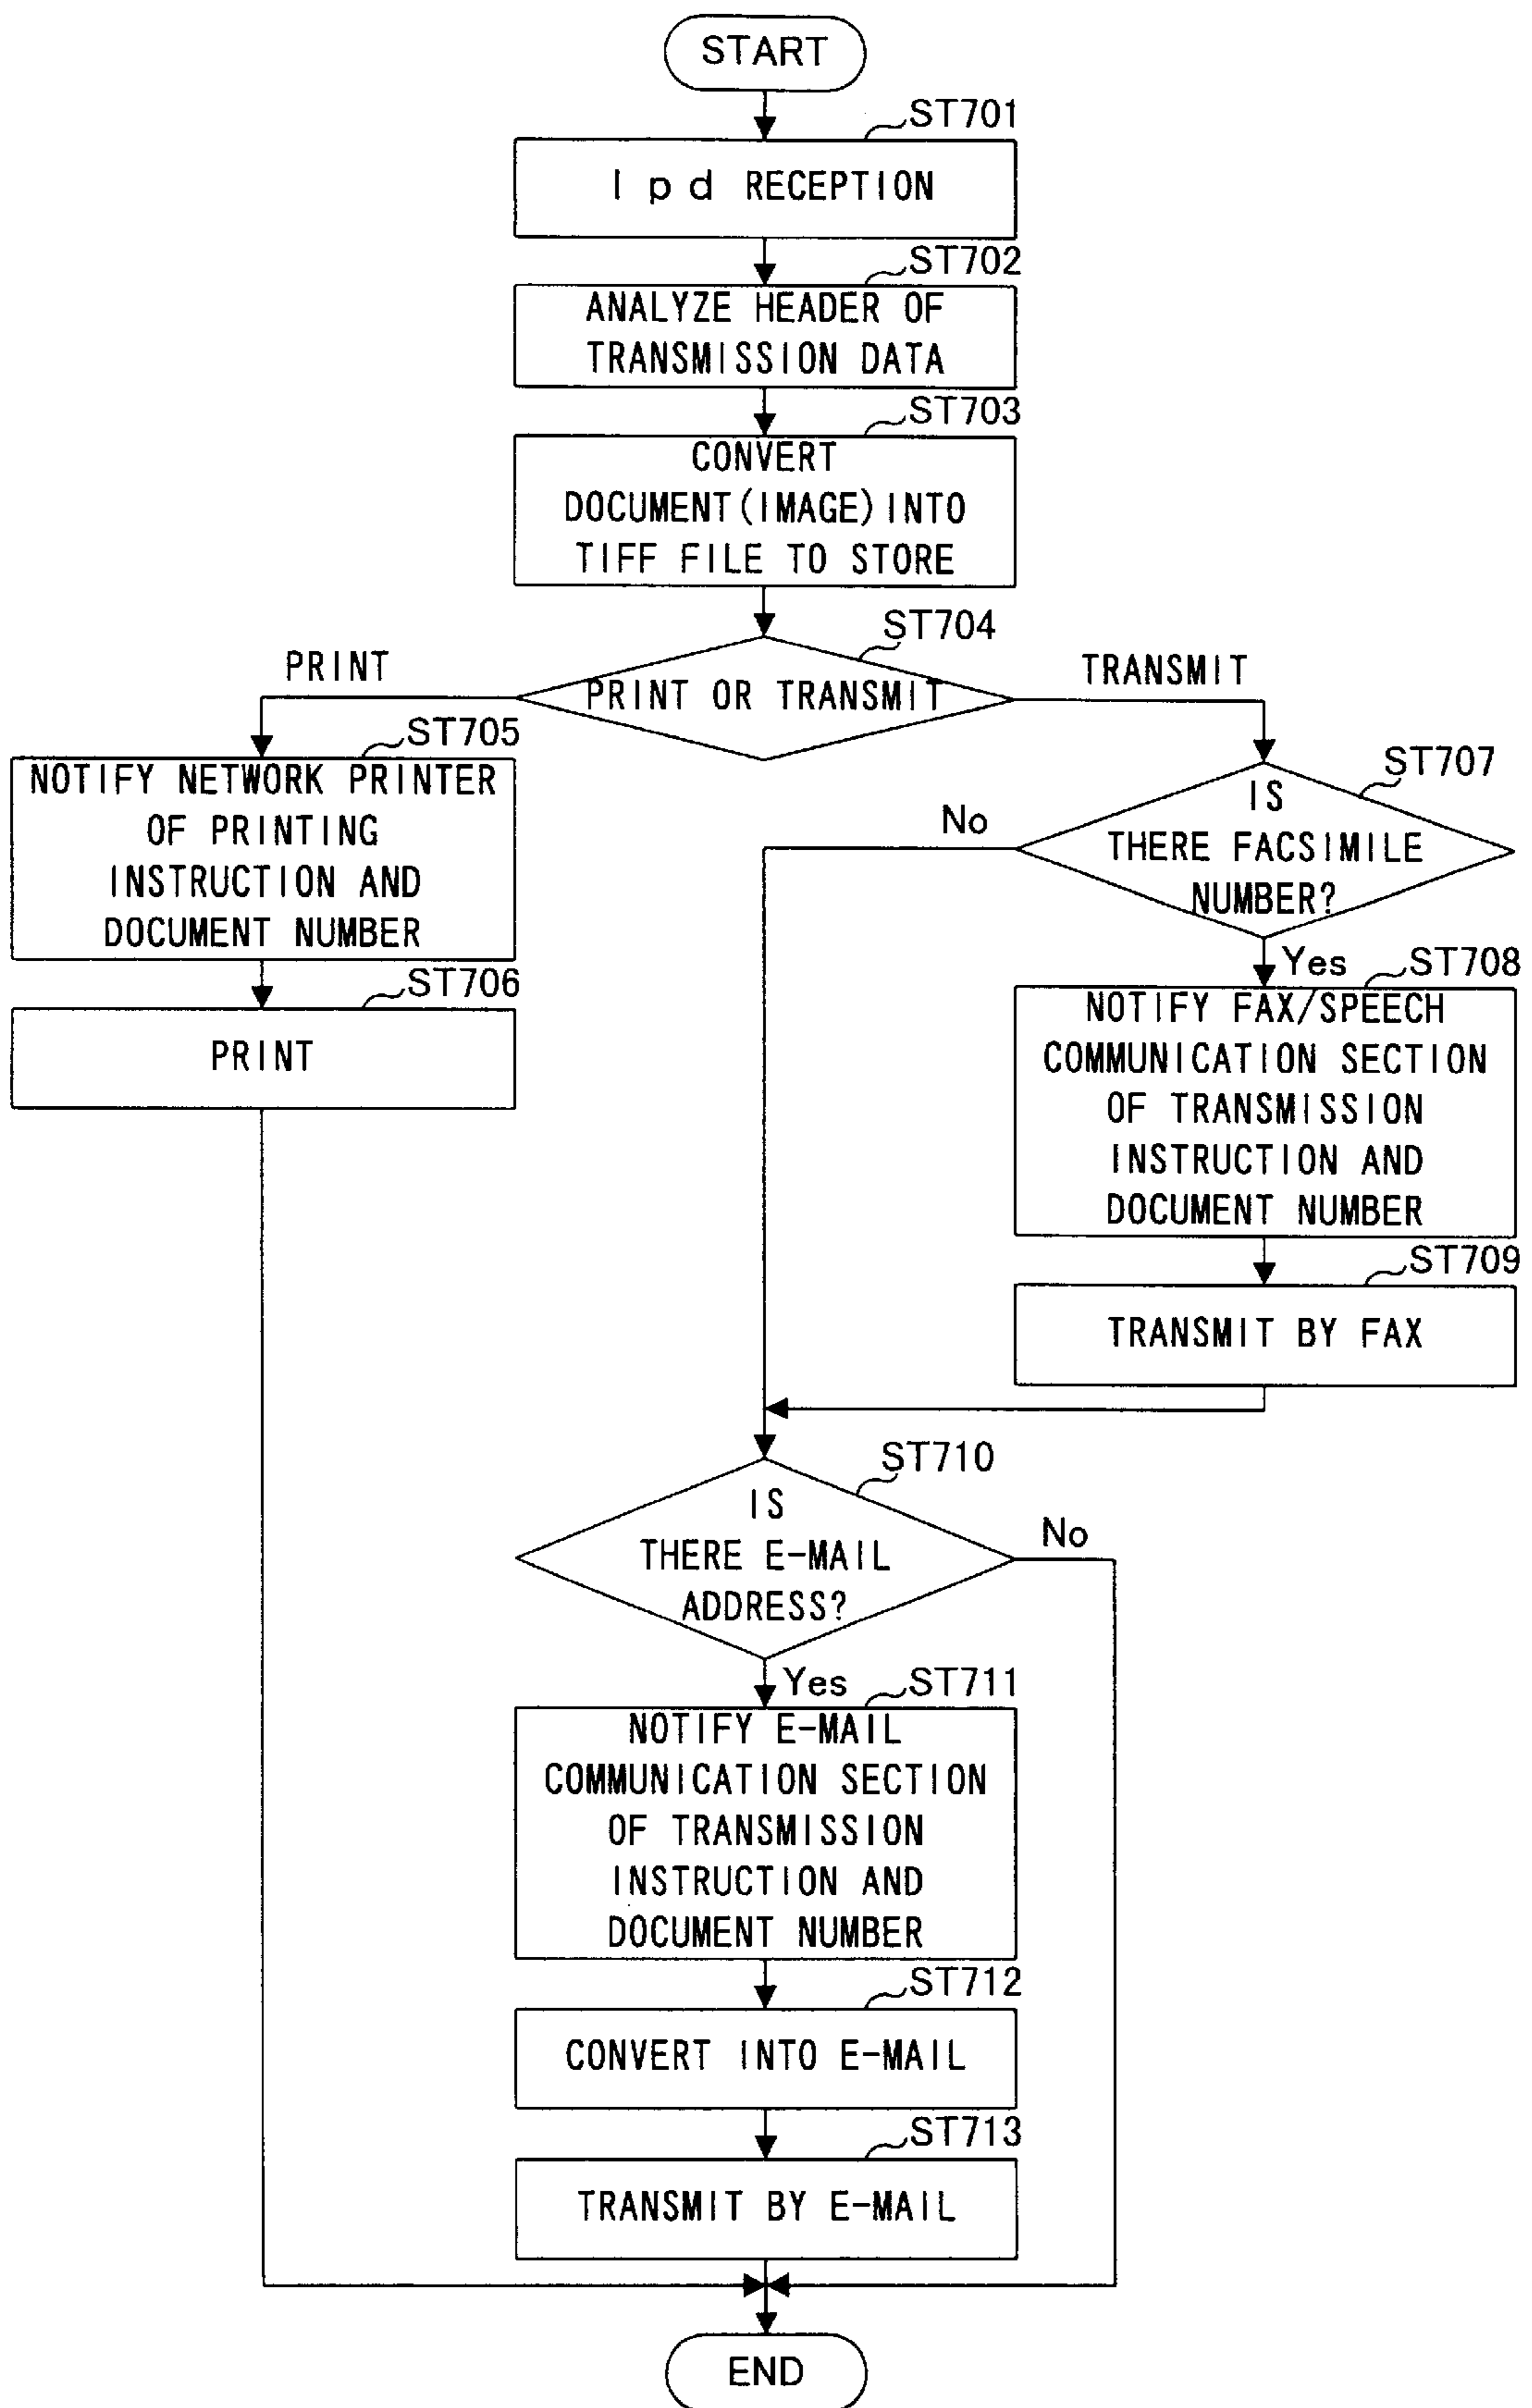 START
ST701
lpd RECEPTION
ST702
ANALYZE HEADER OF
TRANSMISSION DATA
ST703
CONVERT
DOCUMENT(IMAGE)INTO
TIFF FILE TO STORE
ST704
PRINT OR TRANSMIT
PRINT
TRANSMIT
ST705
NOTIFY NETWORK PRINTER
OF PRINTING
INSTRUCTION AND
DOCUMENT NUMBER
ST706
PRINT
ST707
IS
THERE FACSIMILE
NUMBER?
No
Yes
ST708
NOTIFY FAX/SPEECH
COMMUNICATION SECTION
OF TRANSMISSION
INSTRUCTION AND
DOCUMENT NUMBER
ST709
TRANSMIT BY FAX
ST710
IS
THERE E-MAIL
ADDRESS?
No
Yes
ST711
NOTIFY E-MAIL
COMMUNICATION SECTION
OF TRANSMISSION
INSTRUCTION AND
DOCUMENT NUMBER
ST712
CONVERT INTO E-MAIL
ST713
TRANSMIT BY E-MAIL
END